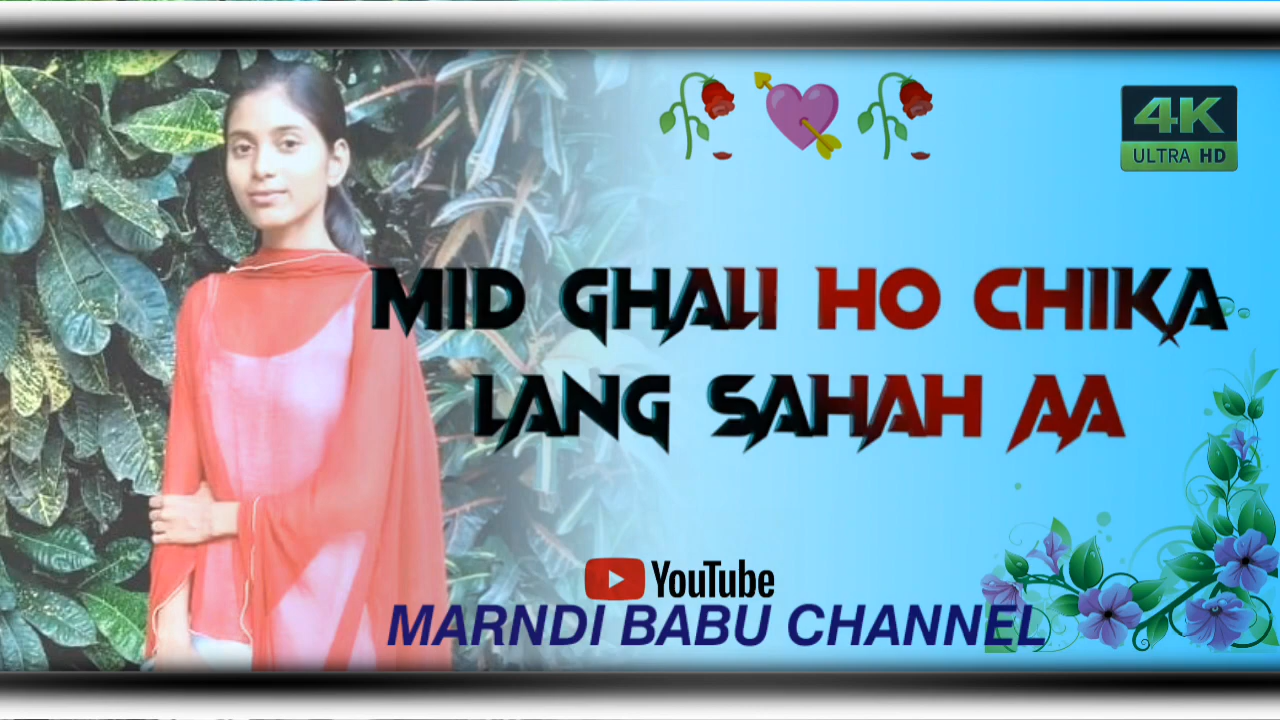 4K
ULTRA HD
MID GHALI HO CHIKA
LANG SAHAH AA
YouTube
MARNDI BABU CHANNEL